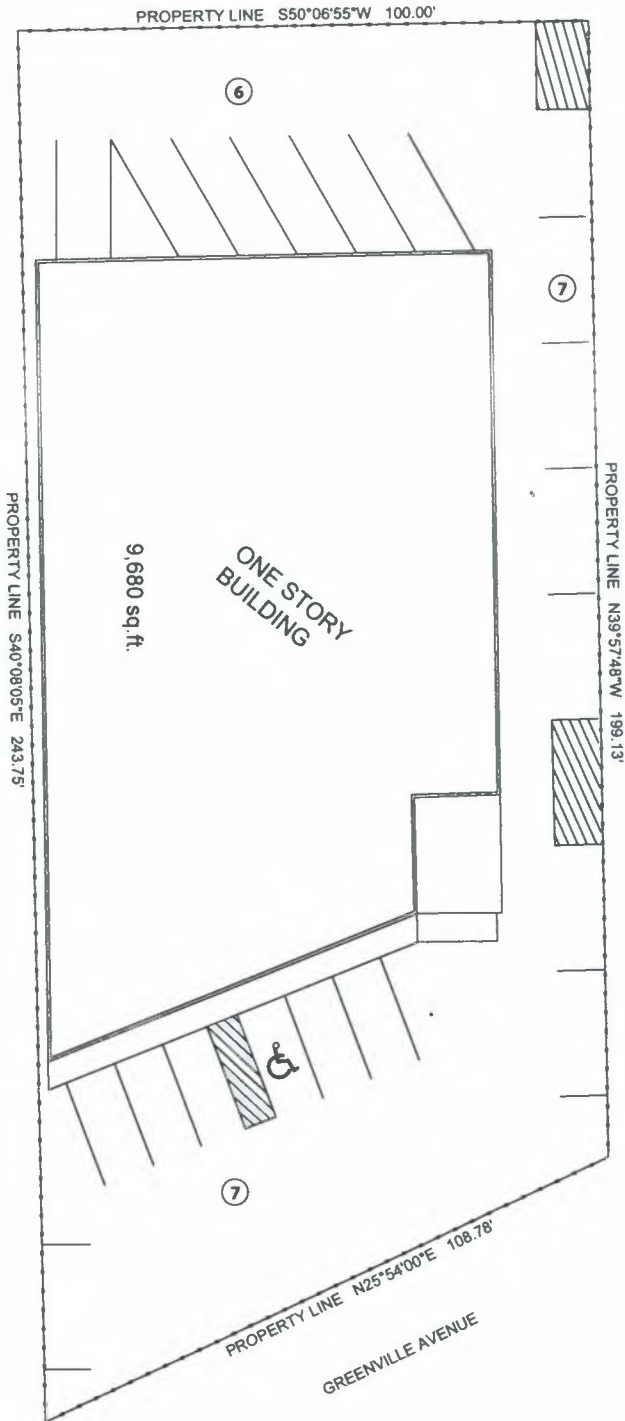 PROPERTY LINE S50°06'55"W 100.00'
6
7
PROPERTY LINE N39°57'48"W 199.13'
ONE STORY
BUILDING
9,680 sq.ft.
PROPERTY LINE S40°08'05"E 243.75'
7
PROPERTY LINE N25°54'00"E 108.78'
GREENVILLE AVENUE